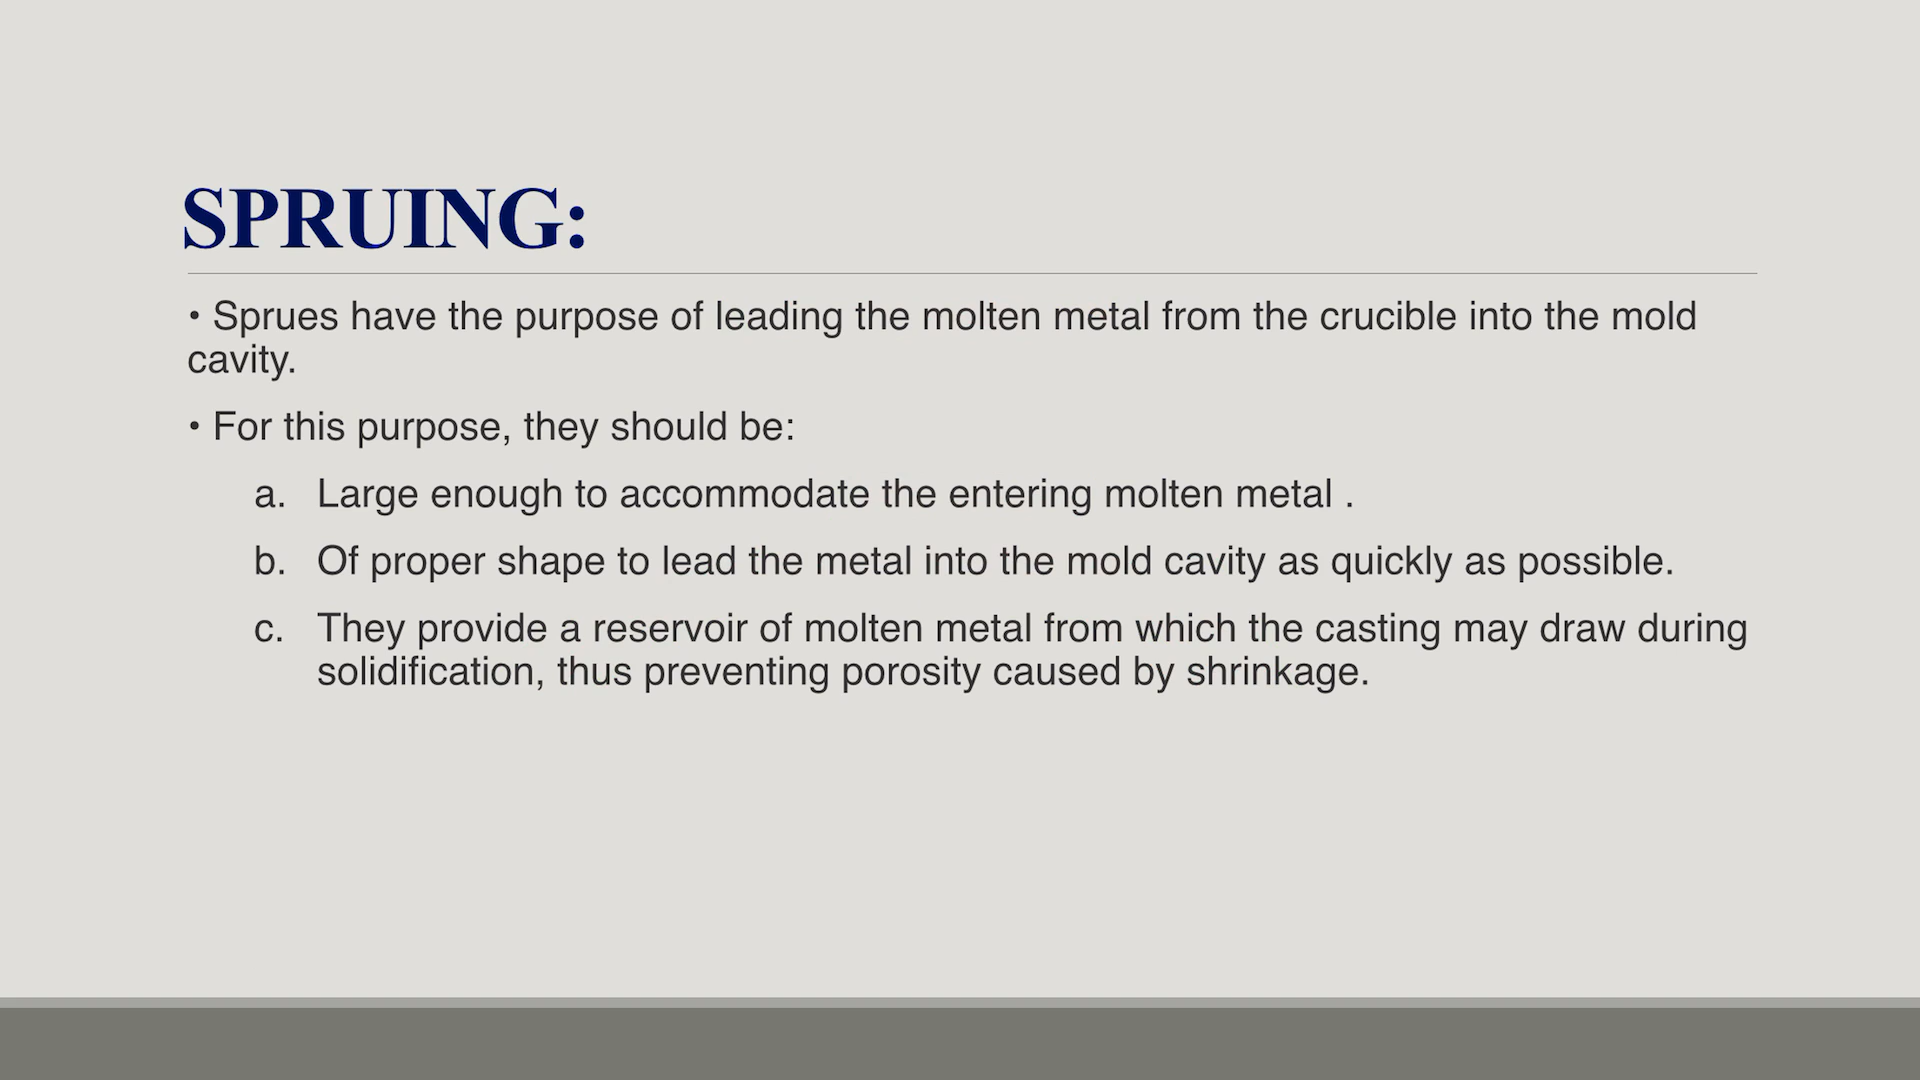 SPRUING:
• Sprues have the purpose of leading the molten metal from the crucible into the mold
cavity.
• For this purpose, they should be:
a. Large enough to accommodate the entering molten metal .
b. Of proper shape to lead the metal into the mold cavity as quickly as possible.
c. They provide a reservoir of molten metal from which the casting may draw during
solidification, thus preventing porosity caused by shrinkage.